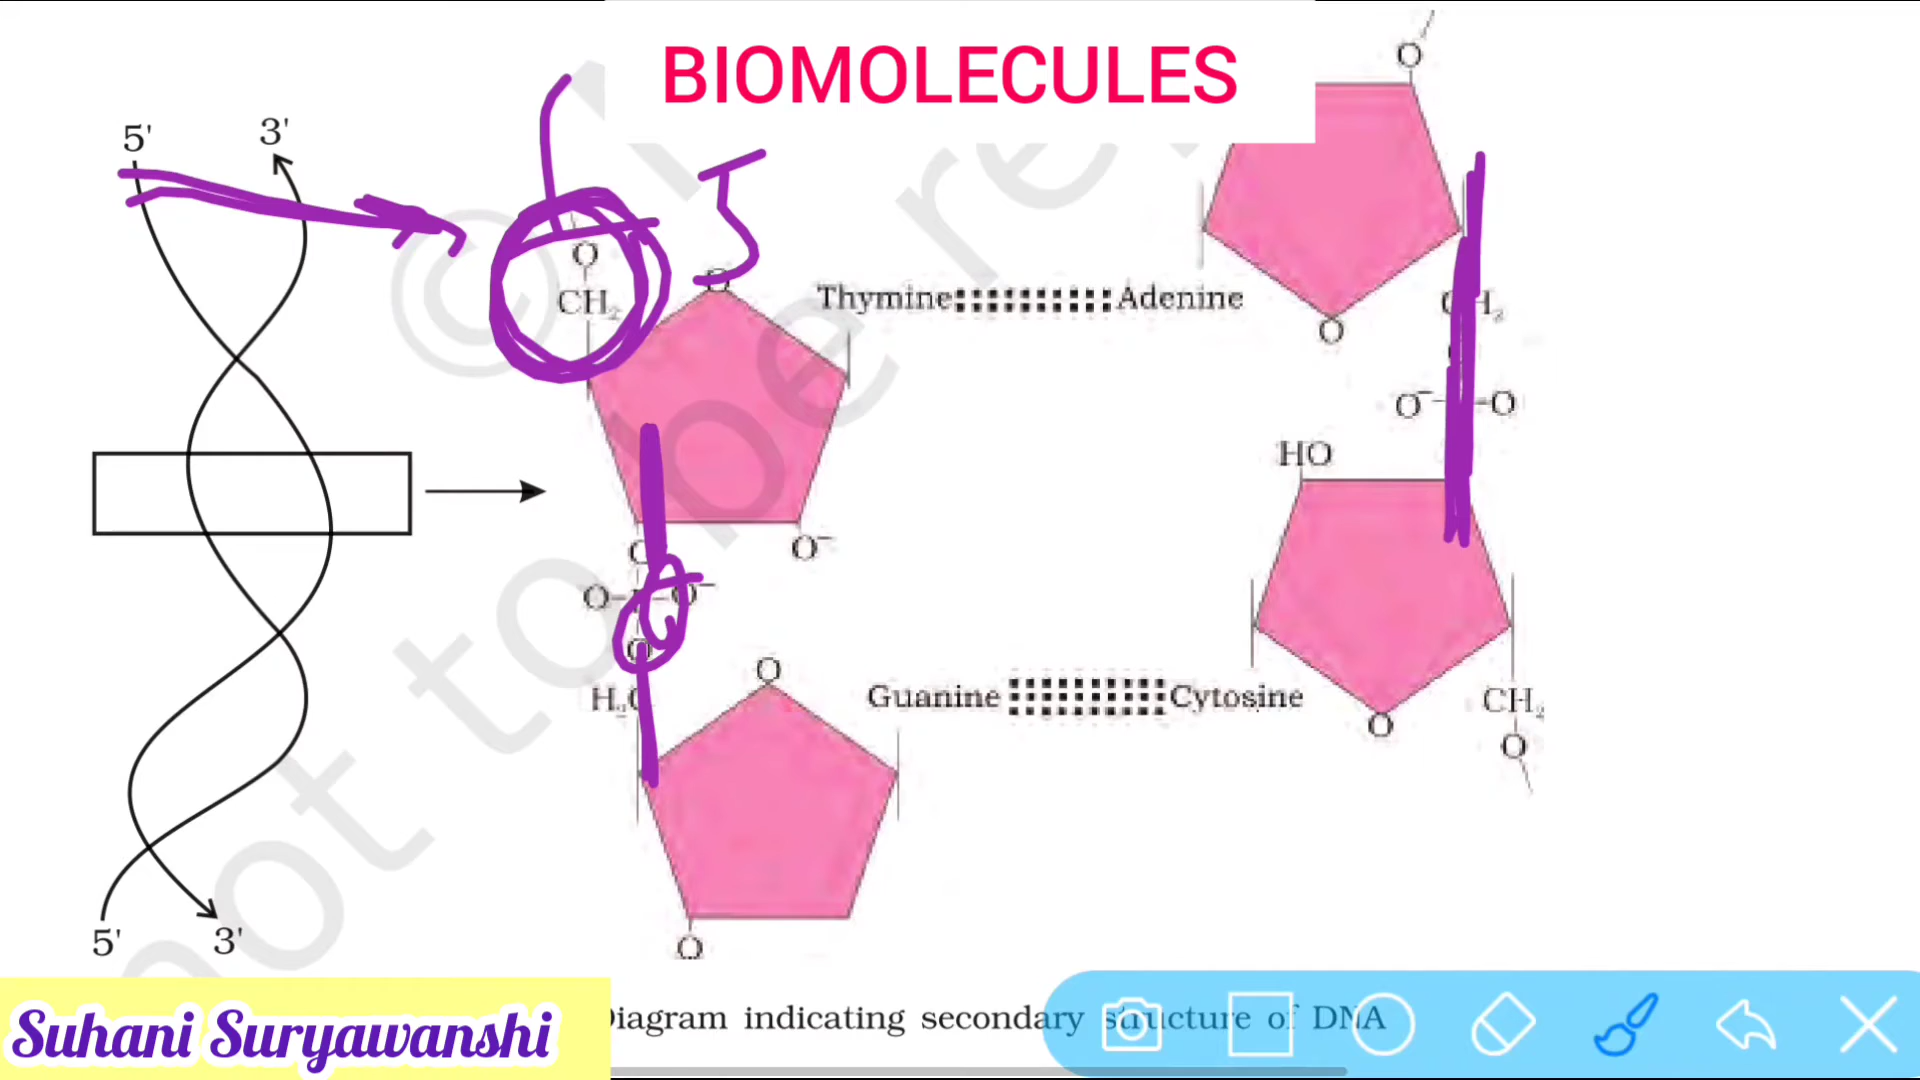 BIOMOLECULES
5' 3'
O
O
CH₂
O
Thymine Adenine
O
O⁻ O
HO
O⁻
O O⁻
O
H₂C
O
Guanine Cytosine
O
CH₂
O
5' 3'
O
Suhani Suryawanshi
Diagram indicating secondary structure of DNA